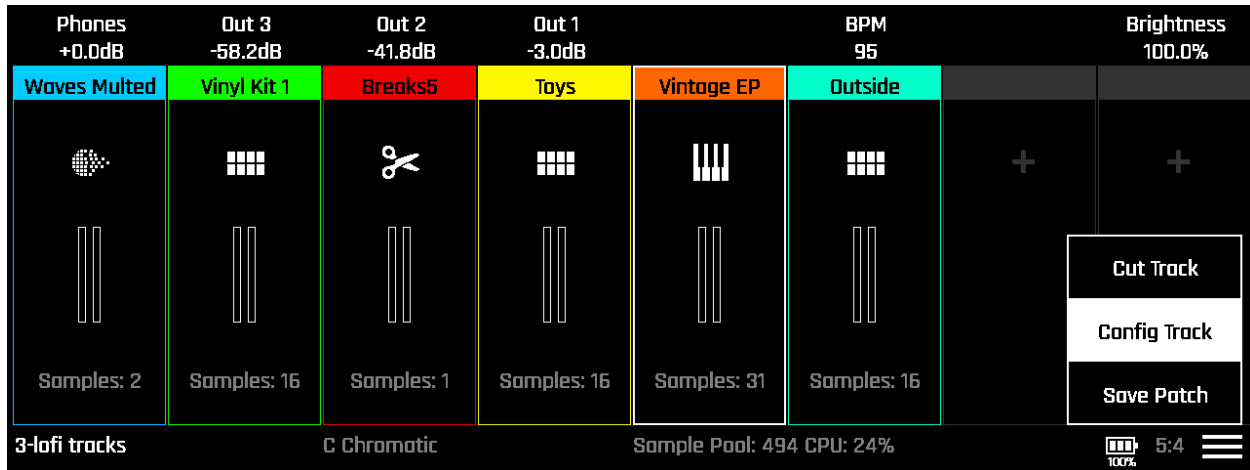 Phones Out 3 Out 2 Out 1 BPM Brightness
+0.0dB -58.2dB -41.8dB -3.0dB 95 100.0%
Waves Multed Vinyl Kit 1 Breaks5 Toys Vintage EP Outside
+ +
Cut Track
Config Track
Samples: 2 Samples: 16 Samples: 1 Samples: 16 Samples: 31 Samples: 16
Save Patch
3-lofi tracks C Chromatic Sample Pool: 494 CPU: 24% 5:4
100%